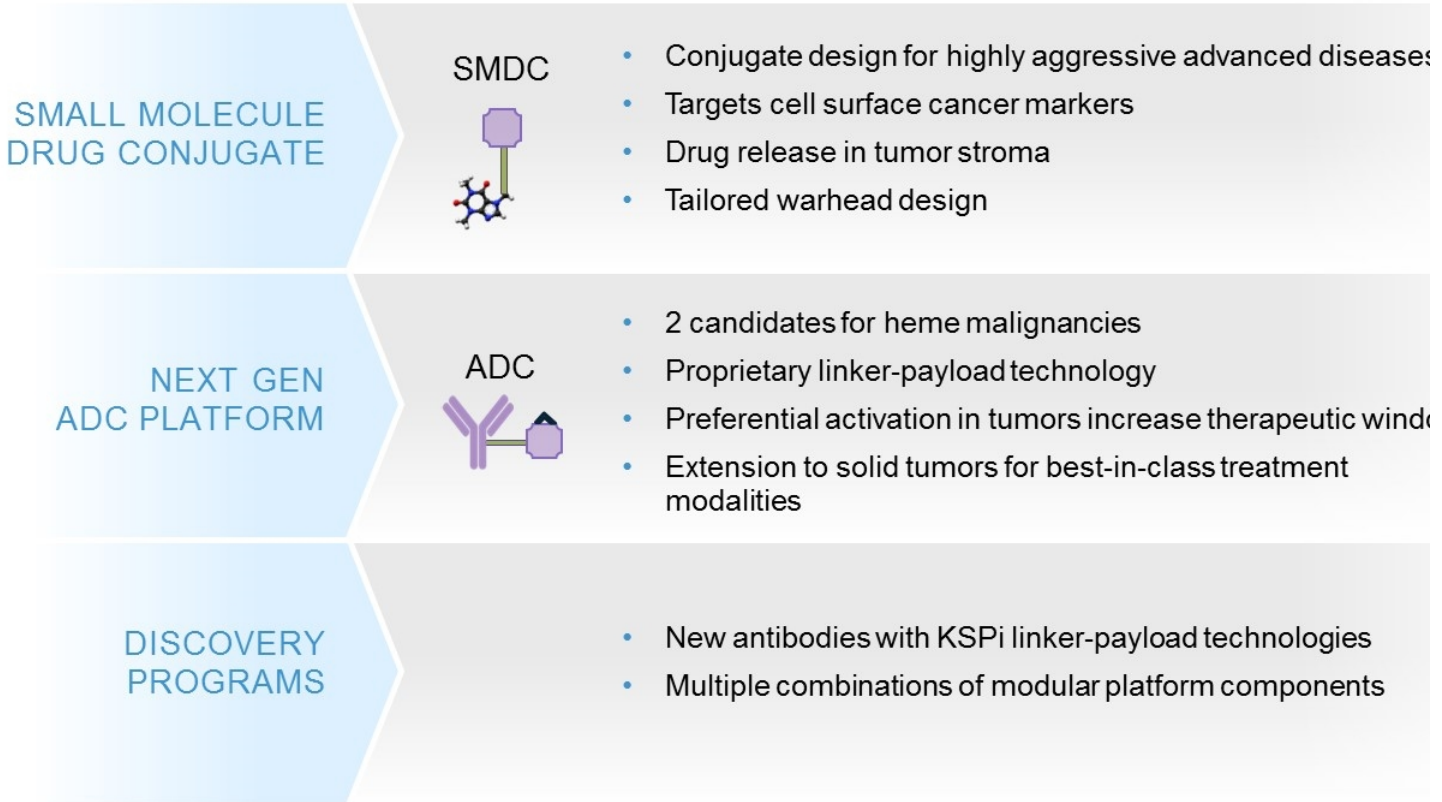 SMALL MOLECULE
DRUG CONJUGATE
SMDC
• Conjugate design for highly aggressive advanced diseases
• Targets cell surface cancer markers
• Drug release in tumor stroma
• Tailored warhead design
NEXT GEN
ADC PLATFORM
ADC
• 2 candidates for heme malignancies
• Proprietary linker-payload technology
• Preferential activation in tumors increase therapeutic windo
• Extension to solid tumors for best-in-class treatment
modalities
DISCOVERY
PROGRAMS
• New antibodies with KSPi linker-payload technologies
• Multiple combinations of modular platform components